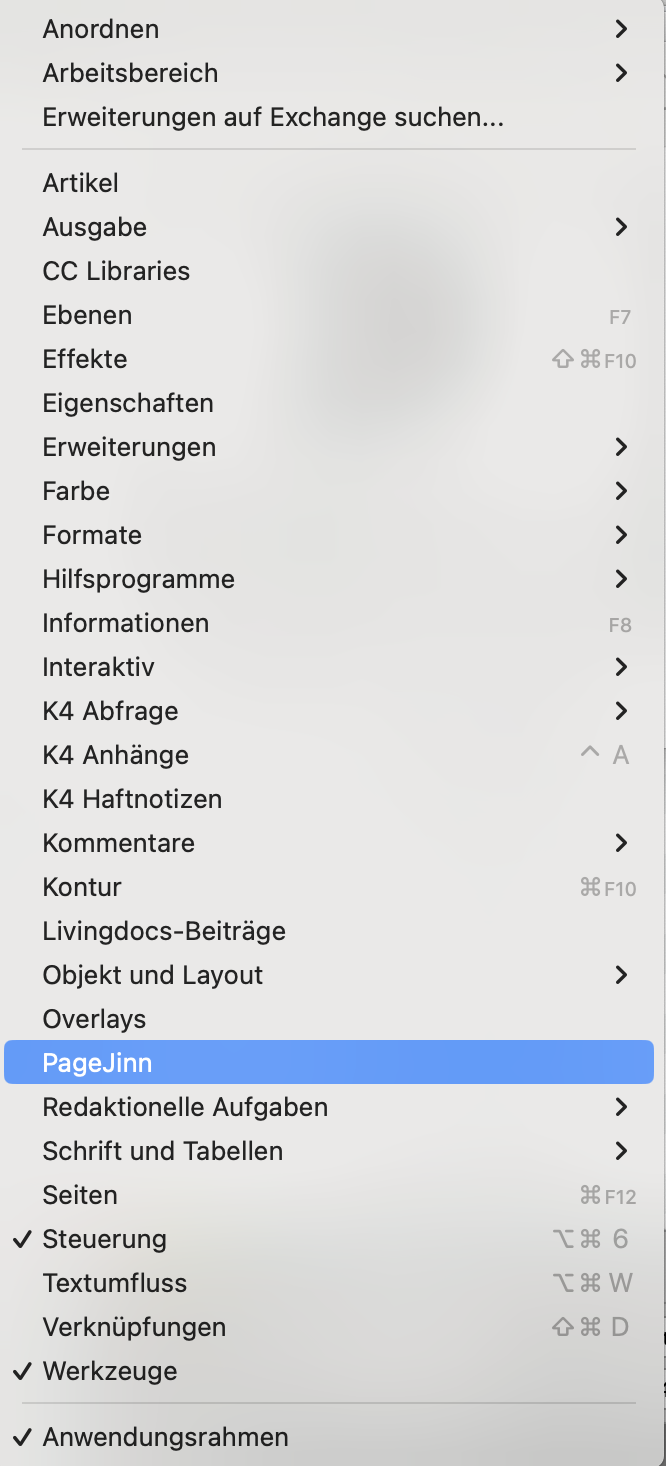 Anordnen
Arbeitsbereich
Erweiterungen auf Exchange suchen...
Artikel
Ausgabe
CC Libraries
Ebenen F7
Effekte ⇧⌘F10
Eigenschaften
Erweiterungen
Farbe
Formate
Hilfsprogramme
Informationen F8
Interaktiv
K4 Abfrage
K4 Anhänge ^ A
K4 Haftnotizen
Kommentare
Kontur ⌘F10
Livingdocs-Beiträge
Objekt und Layout
Overlays
PageJinn
Redaktionelle Aufgaben
Schrift und Tabellen
Seiten ⌘F12
✓ Steuerung ⌥⌘ 6
Textumfluss ⌥⌘ W
Verknüpfungen ⇧⌘ D
✓ Werkzeuge
✓ Anwendungsrahmen